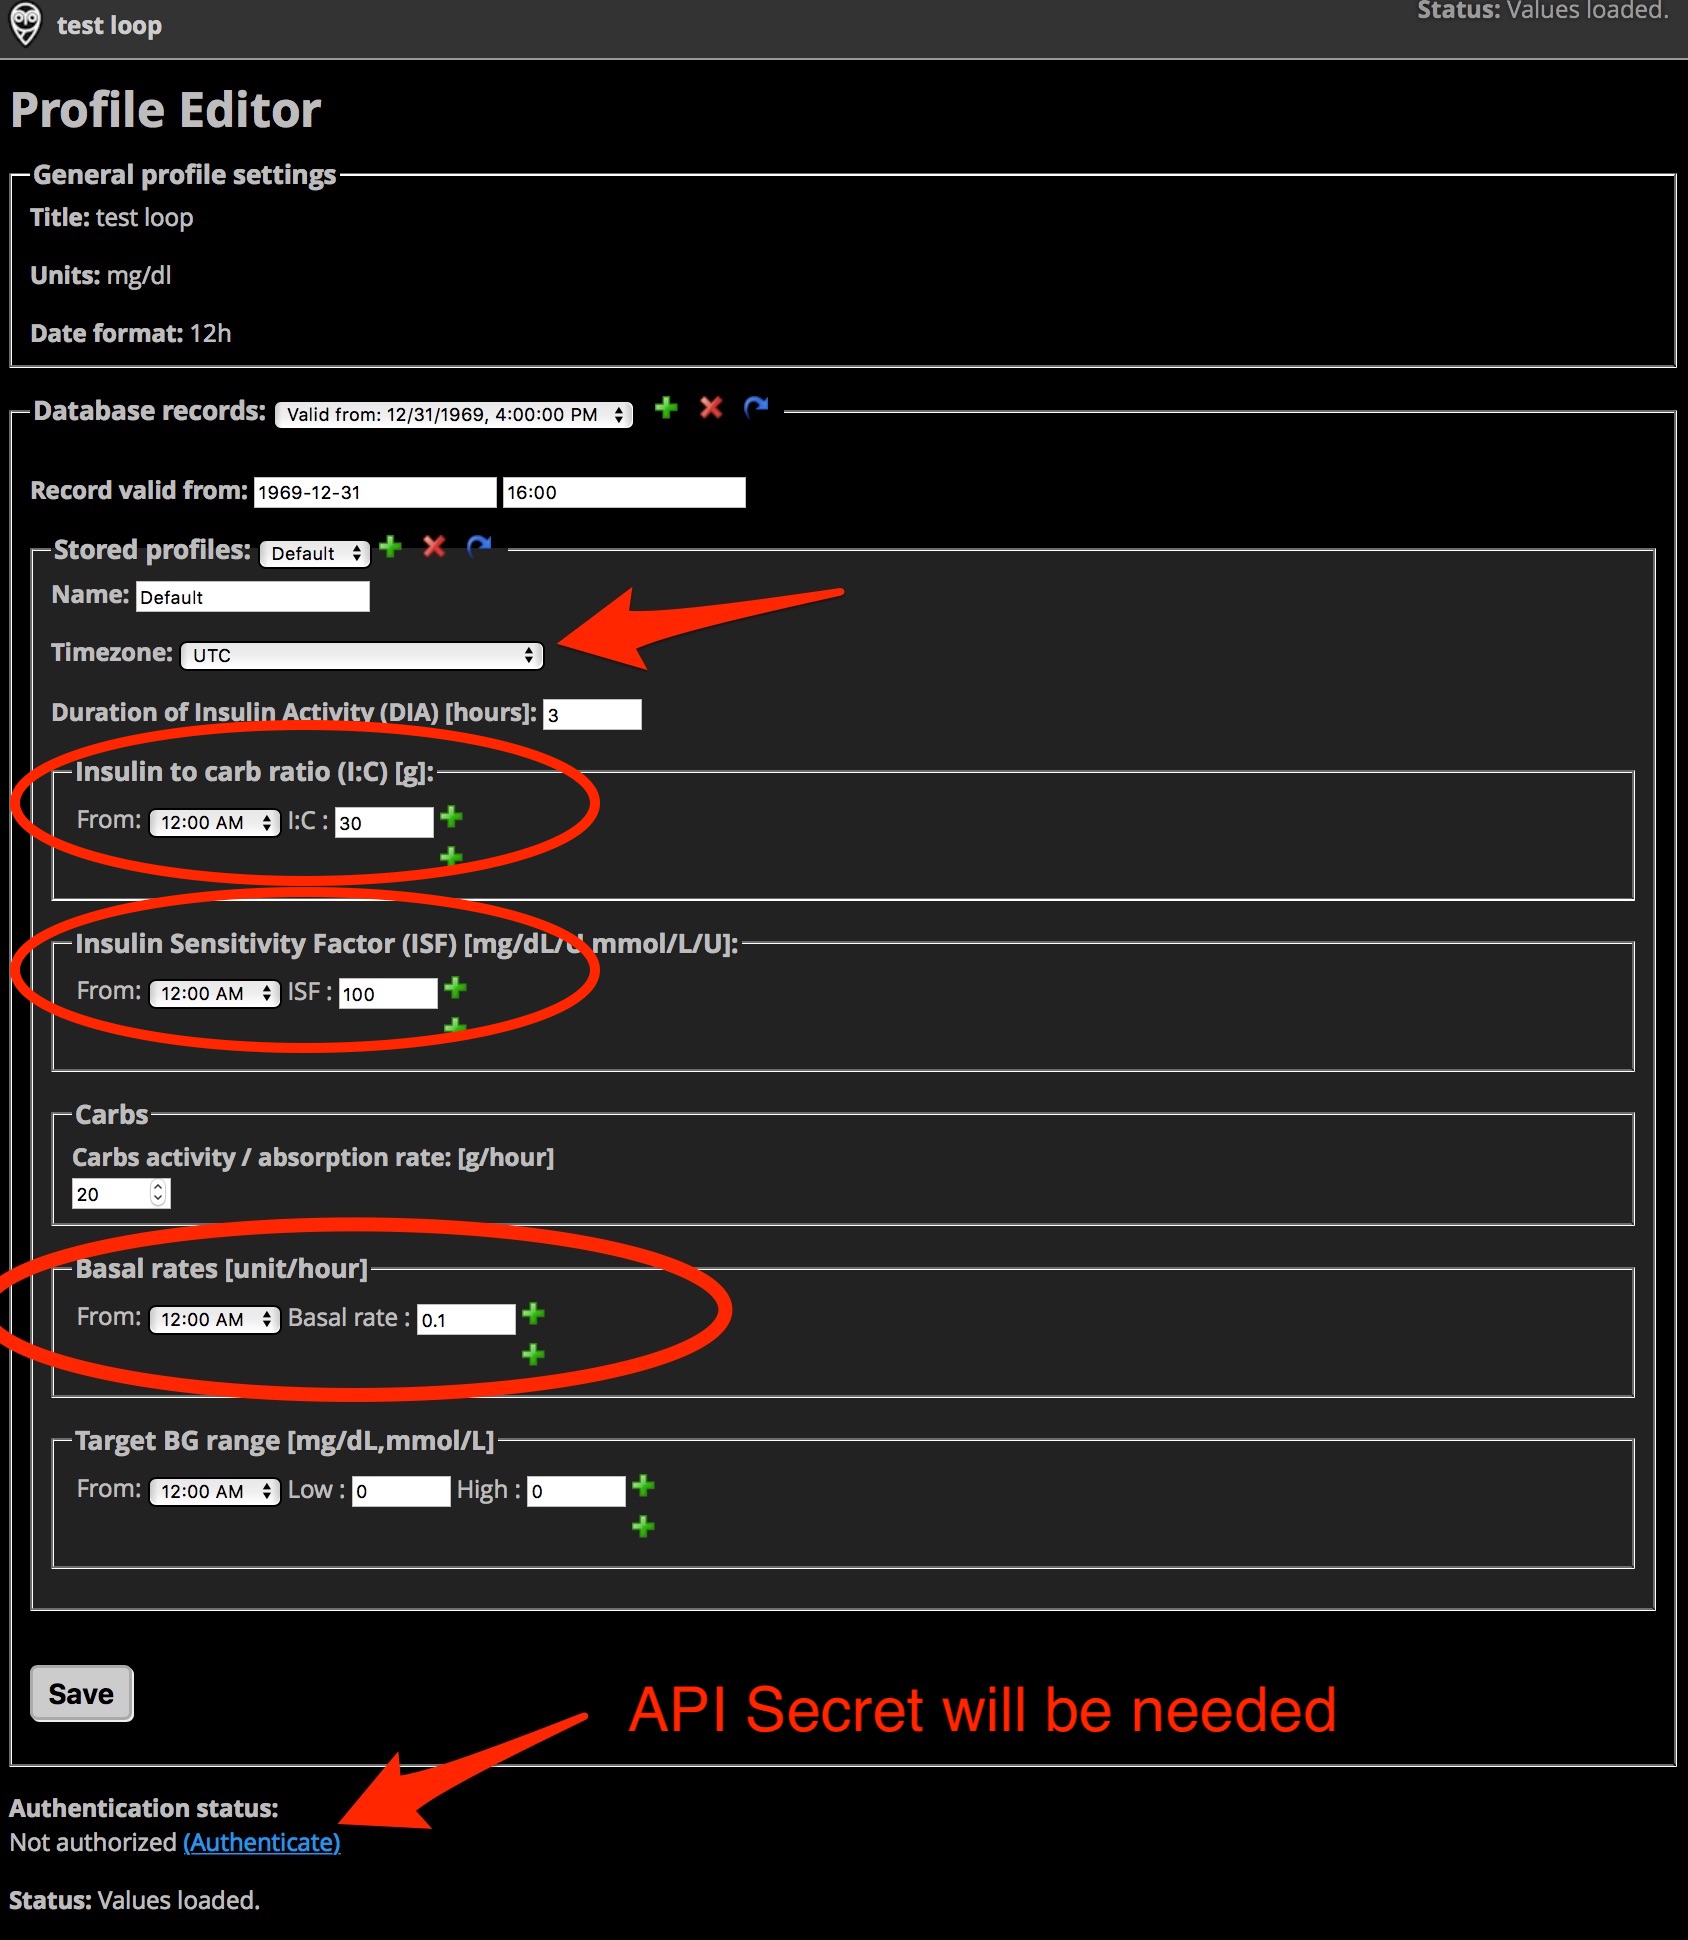 test loop
Status: Values loaded.
Profile Editor
General profile settings
Title: test loop
Units: mg/dl
Date format: 12h
Database records: Valid from: 12/31/1969, 4:00:00 PM
Record valid from: 1969-12-31 16:00
Stored profiles: Default
Name: Default
Timezone: UTC
Duration of Insulin Activity (DIA) [hours]: 3
Insulin to carb ratio (I:C) [g]:
From: 12:00 AM I:C : 30
Insulin Sensitivity Factor (ISF) [mg/dL/U,mmol/L/U]:
From: 12:00 AM ISF : 100
Carbs
Carbs activity / absorption rate: [g/hour]
20
Basal rates [unit/hour]
From: 12:00 AM Basal rate : 0.1
Target BG range [mg/dL,mmol/L]
From: 12:00 AM Low : 0 High : 0
Save
API Secret will be needed
Authentication status:
Not authorized (Authenticate)
Status: Values loaded.